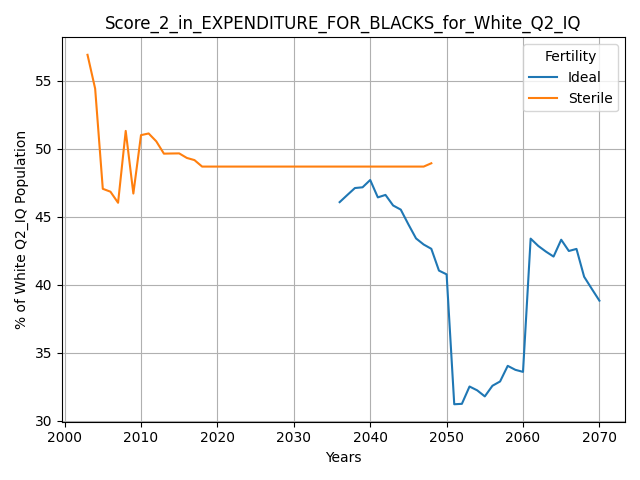 Score_2_in_EXPENDITURE_FOR_BLACKS_for_White_Q2_IQ
Fertility
Ideal
Sterile
% of White Q2_IQ Population
55
50
45
40
35
30
2000 2010 2020 2030 2040 2050 2060 2070
Years